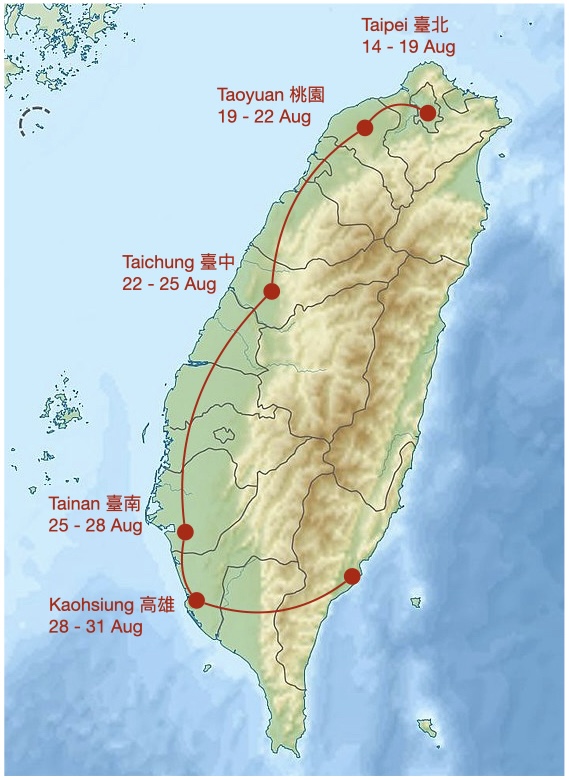 Taipei 臺北
14 - 19 Aug
Taoyuan 桃園
19 - 22 Aug
Taichung 臺中
22 - 25 Aug
Tainan 臺南
25 - 28 Aug
Kaohsiung 高雄
28 - 31 Aug